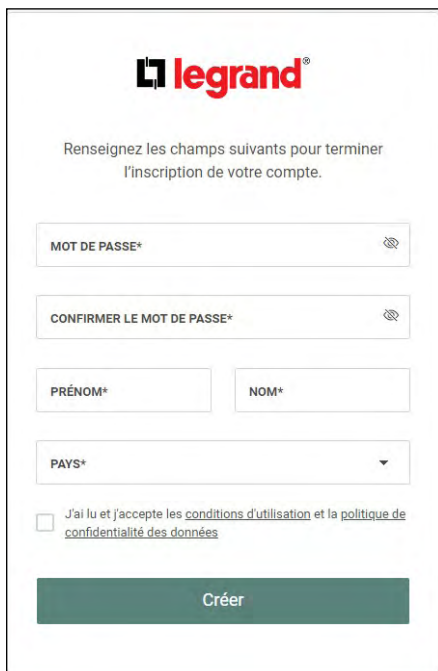 legrand®
Renseignez les champs suivants pour terminer
l'inscription de votre compte.
MOT DE PASSE*
CONFIRMER LE MOT DE PASSE*
PRÉNOM* NOM*
PAYS*
J'ai lu et j'accepte les conditions d'utilisation et la politique de
confidentialité des données
Créer